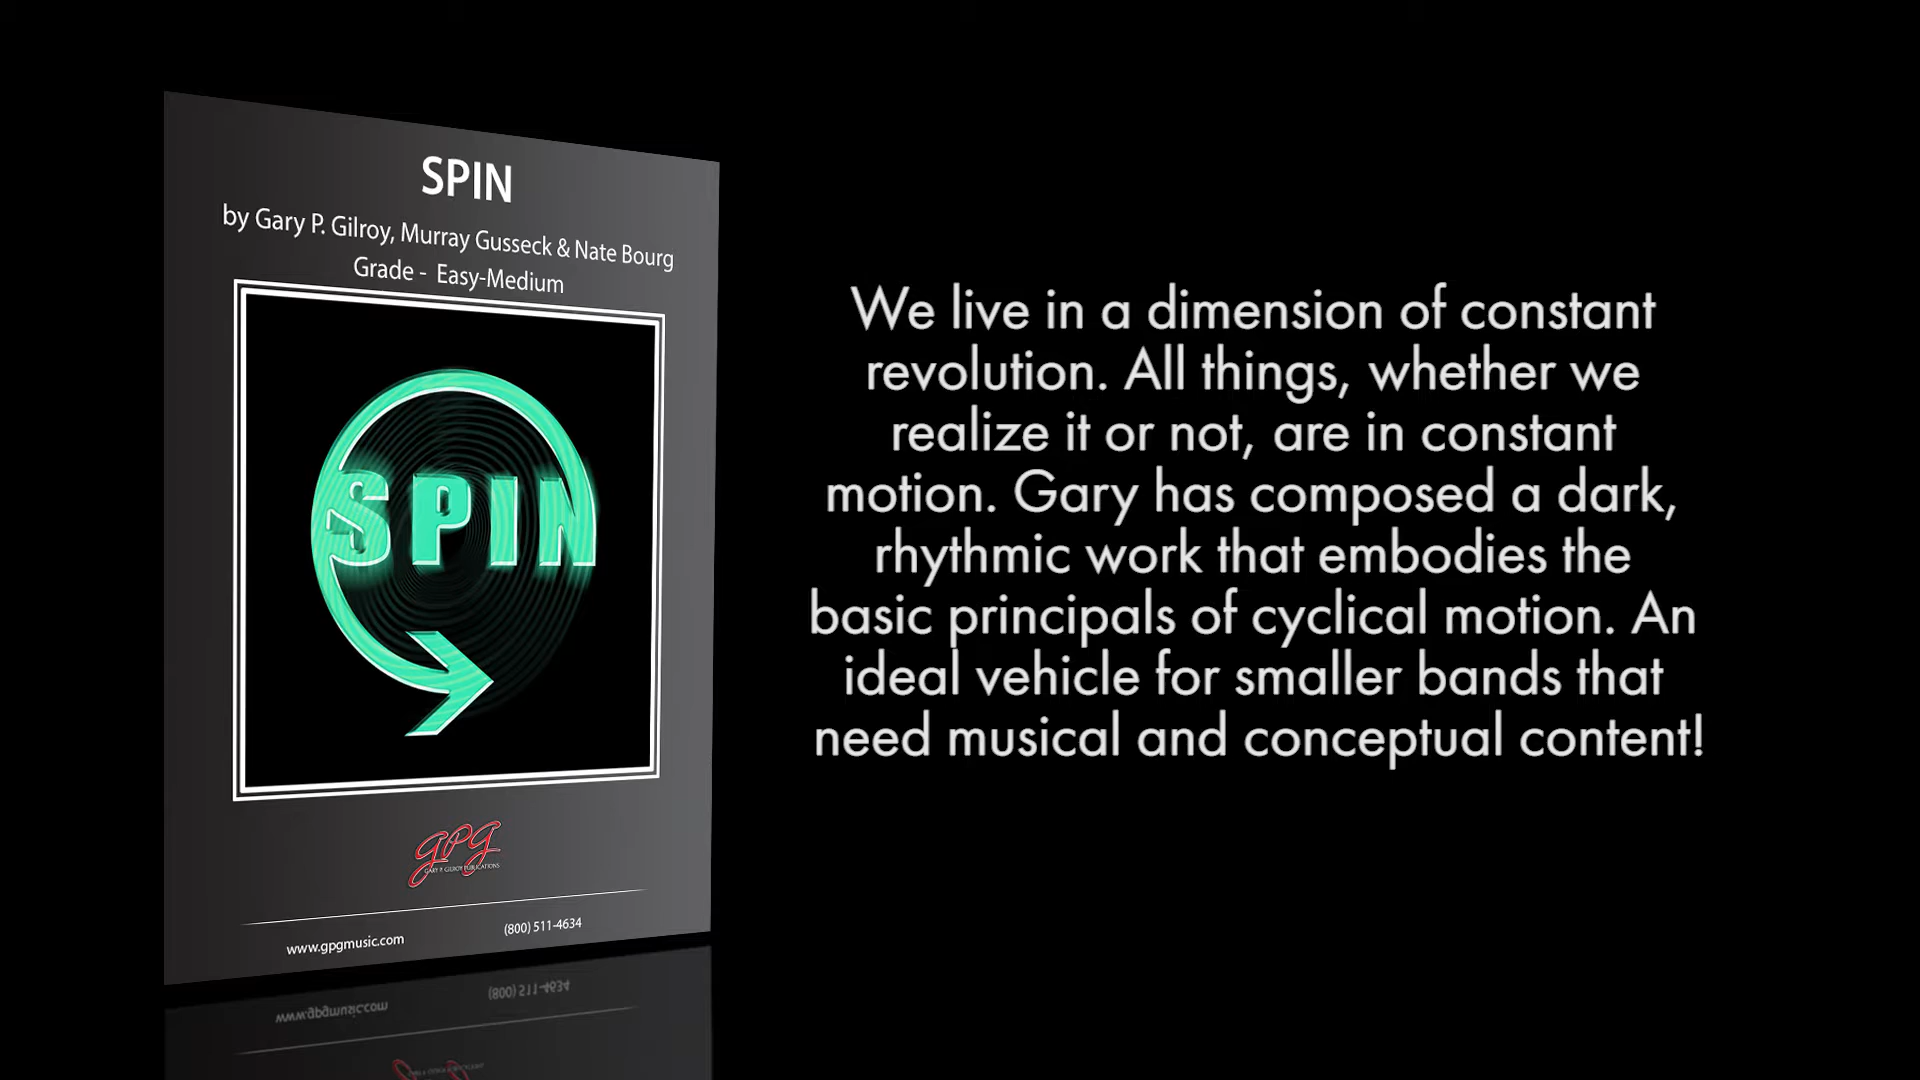 SPIN
by Gary P. Gilroy, Murray Gusseck & Nate Bourg
Grade - Easy-Medium
SPIN
GPG
GARY P. GILROY PUBLICATIONS
www.gpgmusic.com
(800) 511-4634
We live in a dimension of constant
revolution. All things, whether we
realize it or not, are in constant
motion. Gary has composed a dark,
rhythmic work that embodies the
basic principals of cyclical motion. An
ideal vehicle for smaller bands that
need musical and conceptual content!